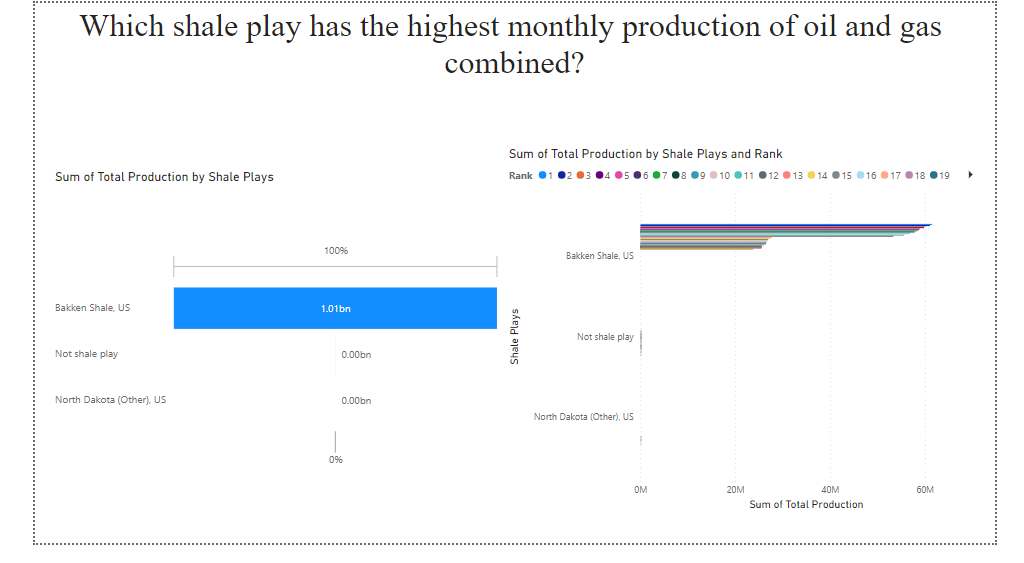 Which shale play has the highest monthly production of oil and gas
combined?
Sum of Total Production by Shale Plays
100%
Bakken Shale, US
1.01bn
Not shale play
0.00bn
North Dakota (Other), US
0.00bn
0%
Sum of Total Production by Shale Plays and Rank
Rank 1 2 3 4 5 6 7 8 9 10 11 12 13 14 15 16 17 18 19
Shale Plays
Bakken Shale, US
Not shale play
North Dakota (Other), US
0M 20M 40M 60M
Sum of Total Production